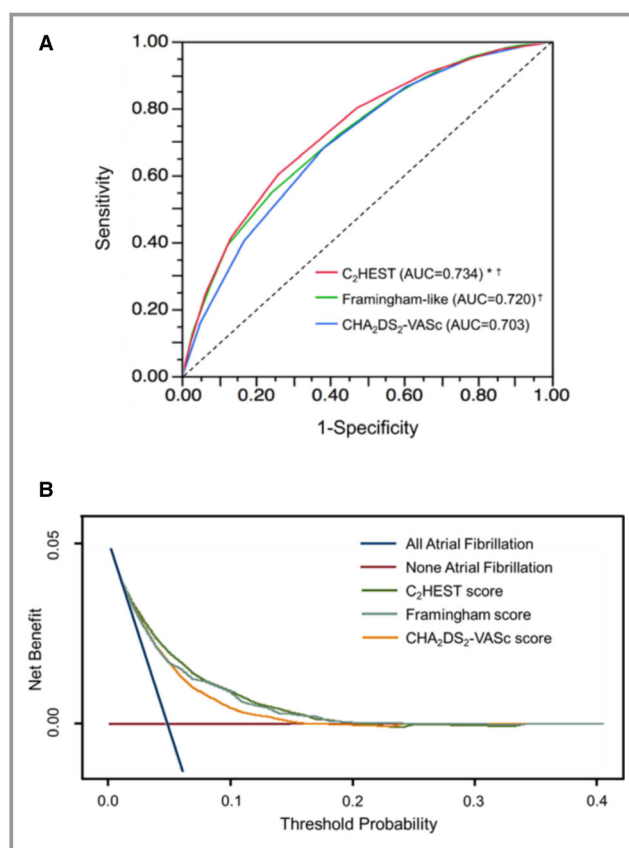 A
1.00
0.80
0.60
0.40
0.20
0.00
Sensitivity
C₂HEST (AUC=0.734) * †
Framingham-like (AUC=0.720)†
CHA₂DS₂-VASc (AUC=0.703)
0.00 0.20 0.40 0.60 0.80 1.00
1-Specificity
B
0.05
0.00
Net Benefit
All Atrial Fibrillation
None Atrial Fibrillation
C₂HEST score
Framingham score
CHA₂DS₂-VASc score
0.0 0.1 0.2 0.3 0.4
Threshold Probability